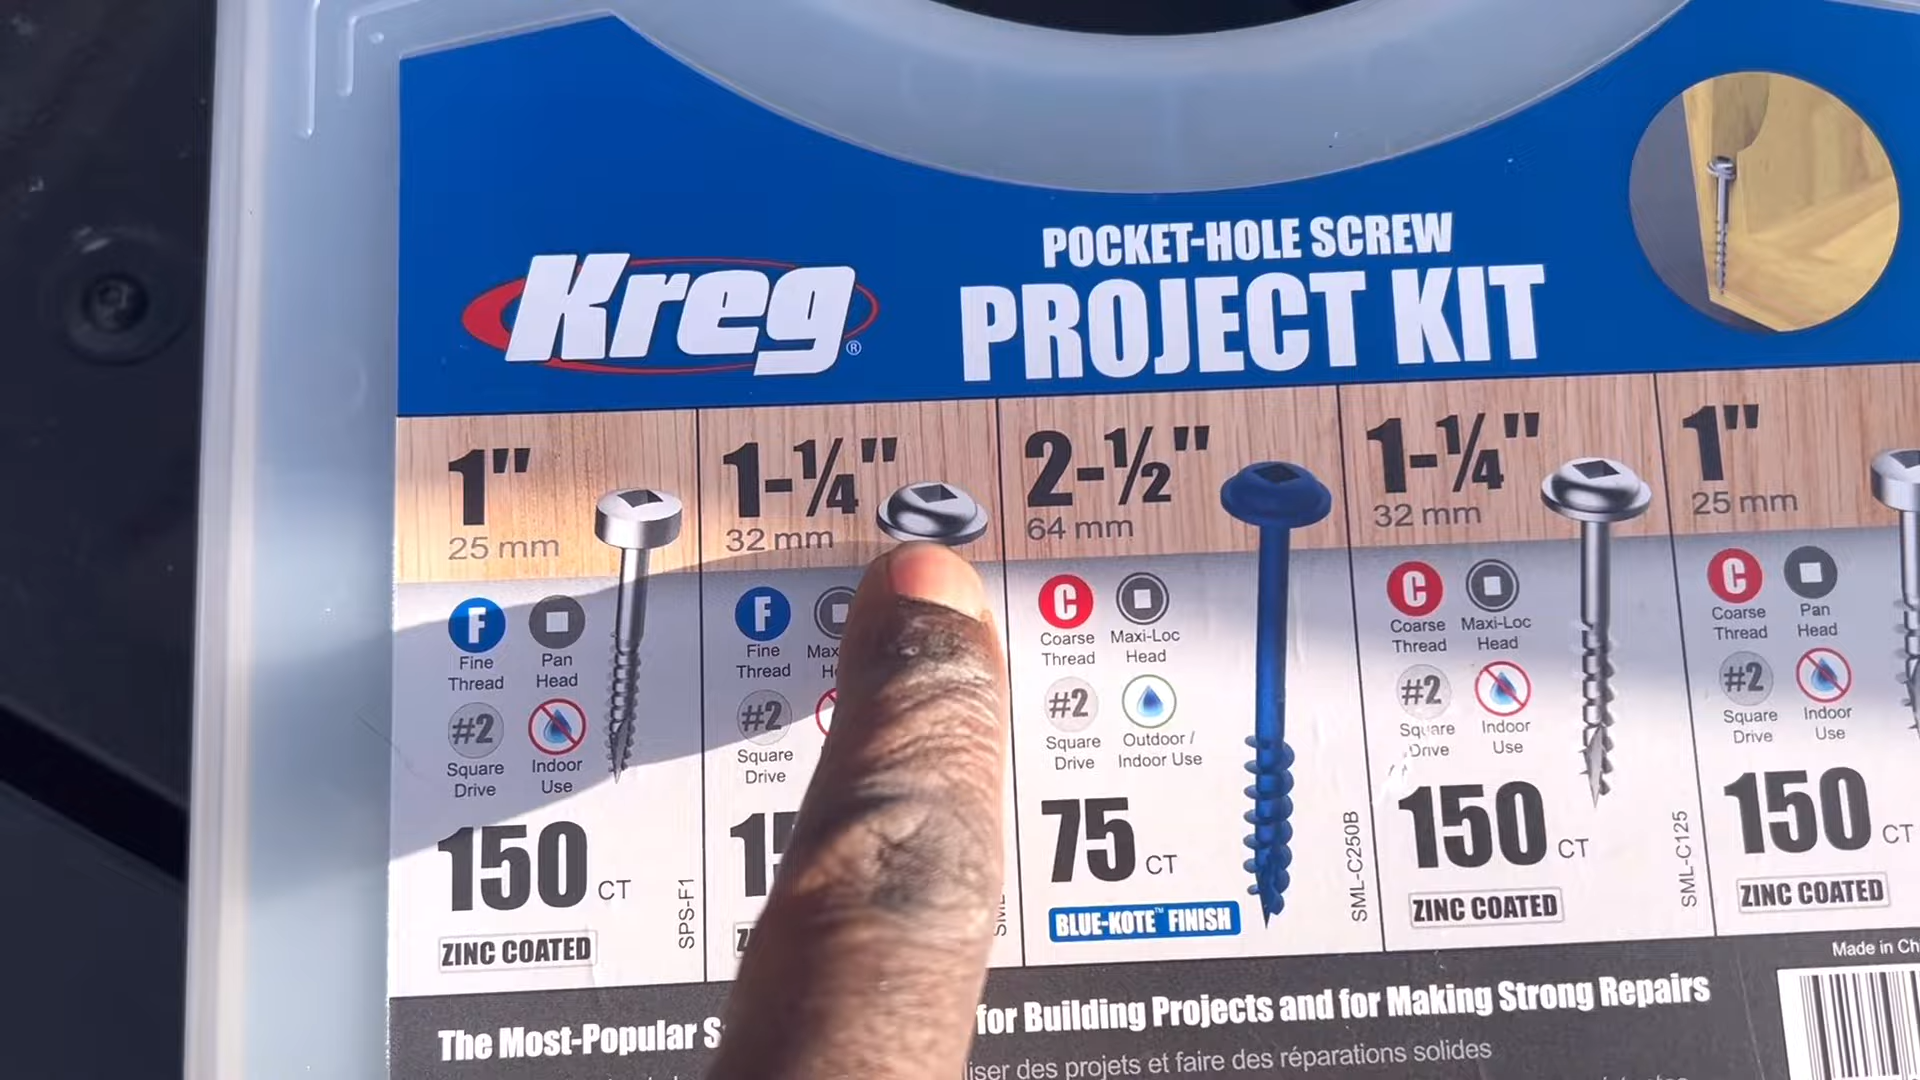 Kreg®
POCKET-HOLE SCREW
PROJECT KIT
1"
25 mm
F
Fine
Thread
Pan
Head
#2
Square
Drive
Indoor
Use
150 CT
ZINC COATED
SPS-F1
1-¼"
32 mm
F
Fine
Thread
#2
Square
Drive
2-½"
64 mm
C
Coarse
Thread
Maxi-Loc
Head
#2
Square
Drive
Outdoor /
Indoor Use
75 CT
BLUE-KOTE™ FINISH
SML-C250B
1-¼"
32 mm
C
Coarse
Thread
Maxi-Loc
Head
#2
Square
Drive
Indoor
Use
150 CT
ZINC COATED
SML-C125
1"
25 mm
C
Coarse
Thread
Pan
Head
#2
Square
Drive
Indoor
Use
150 CT
ZINC COATED
Made in
The Most-Popular
for Building Projects and for Making Strong Repairs
des projets et faire des réparations solides